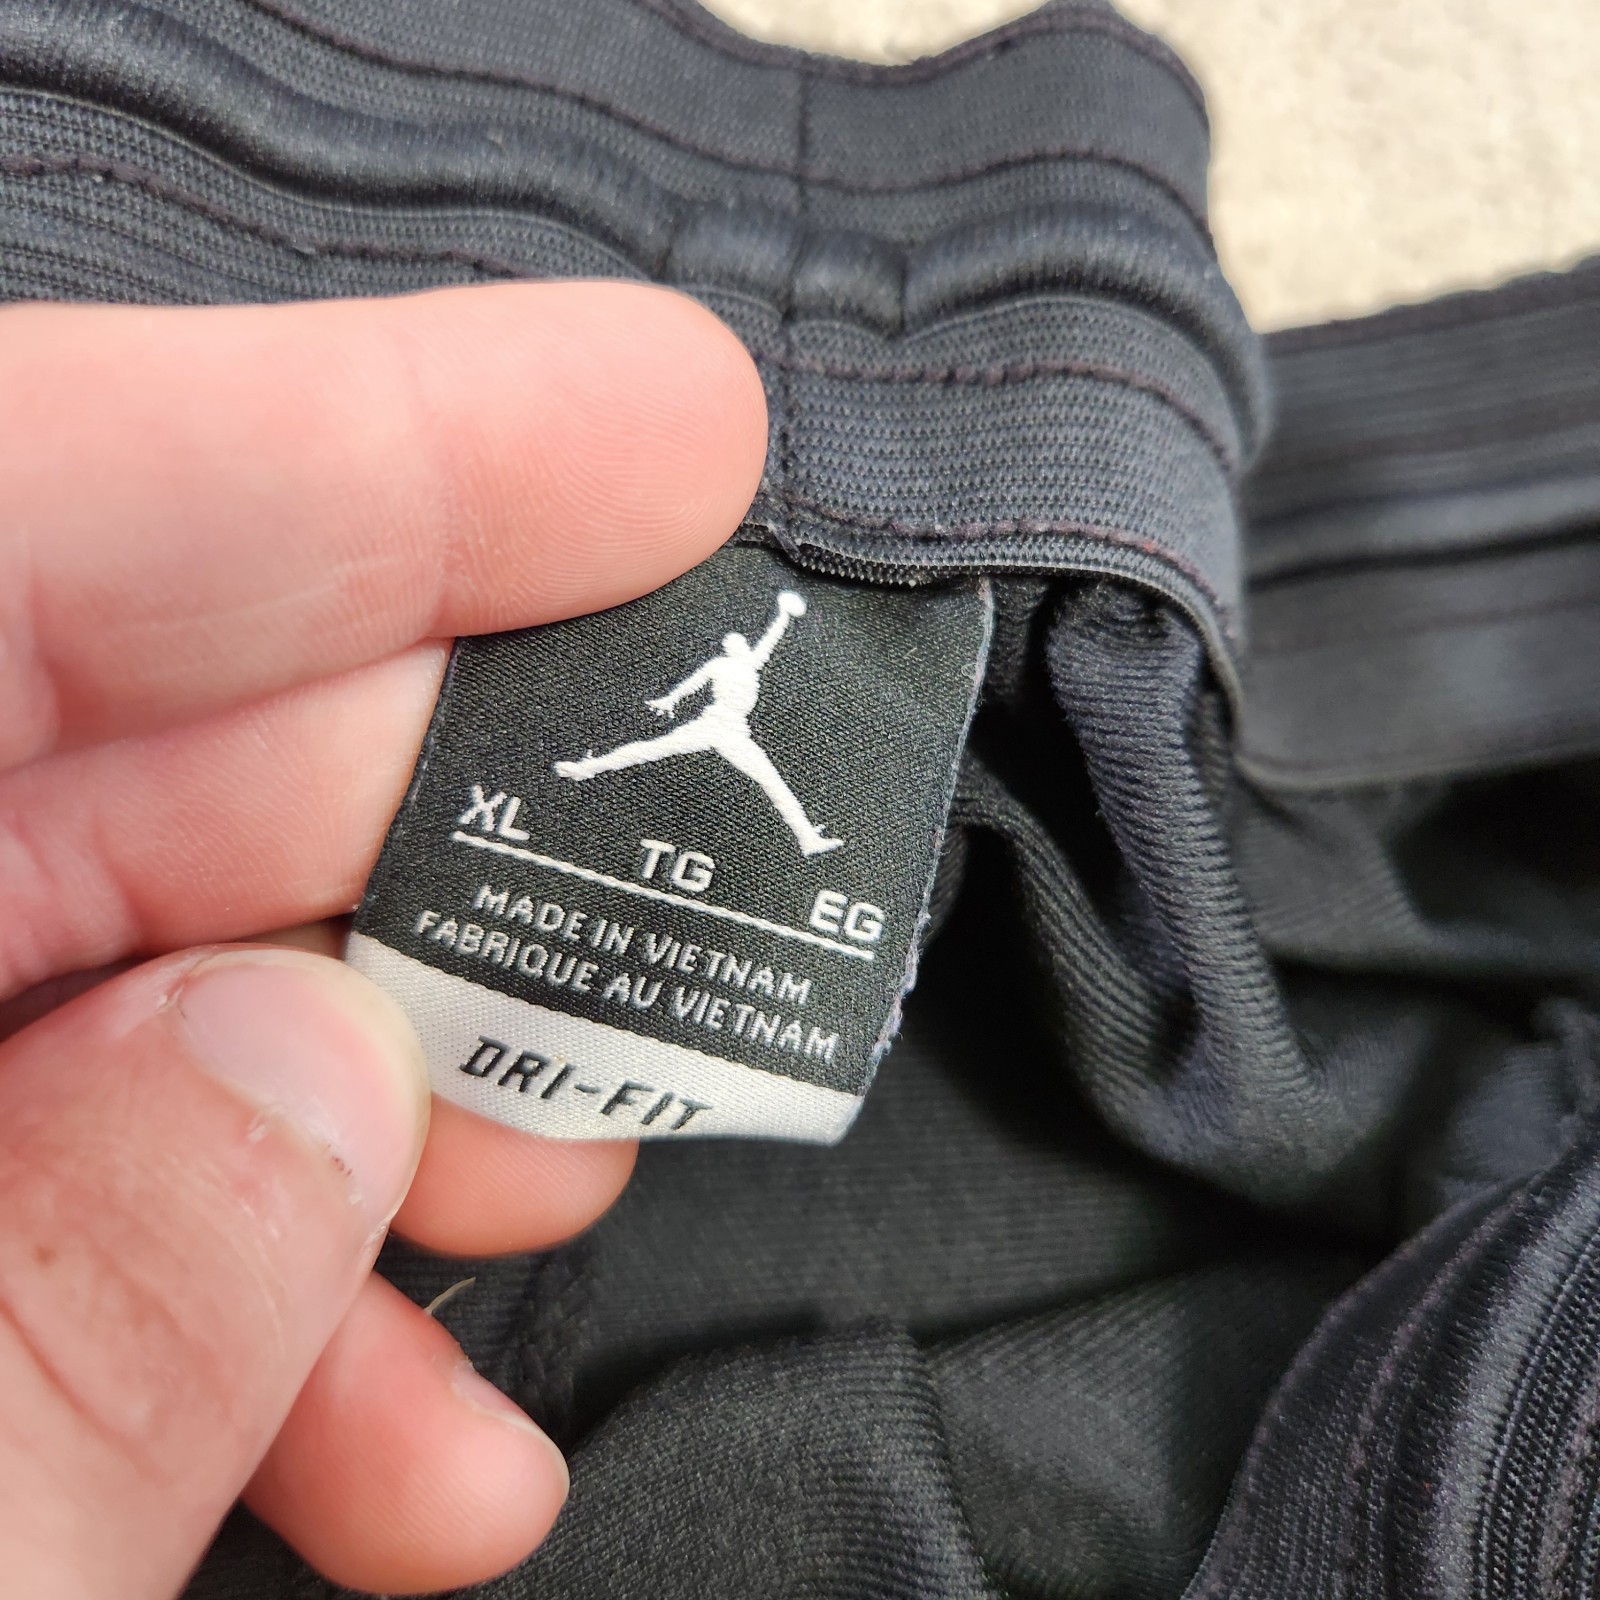 XL TG EG
MADE IN VIETNAM
FABRIQUE AU VIETNAM
DRI-FIT